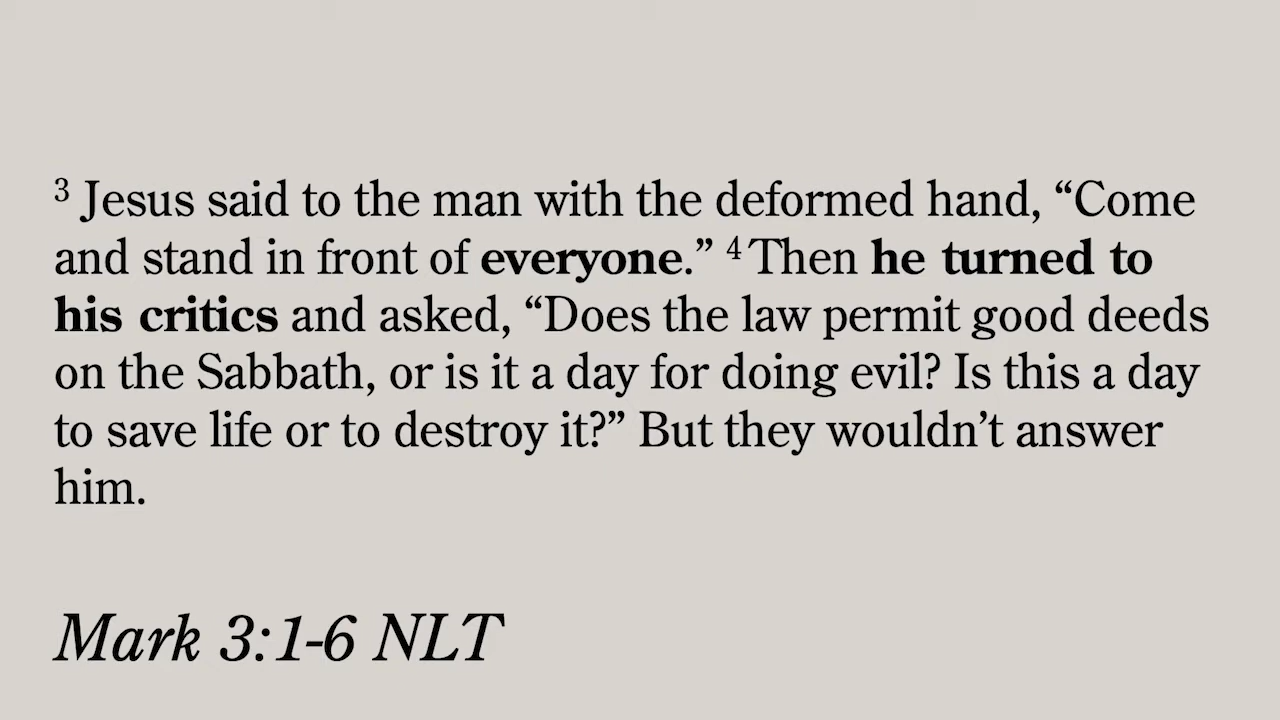 ³ Jesus said to the man with the deformed hand, “Come
and stand in front of everyone.” ⁴ Then he turned to
his critics and asked, “Does the law permit good deeds
on the Sabbath, or is it a day for doing evil? Is this a day
to save life or to destroy it?” But they wouldn’t answer
him.
Mark 3:1-6 NLT